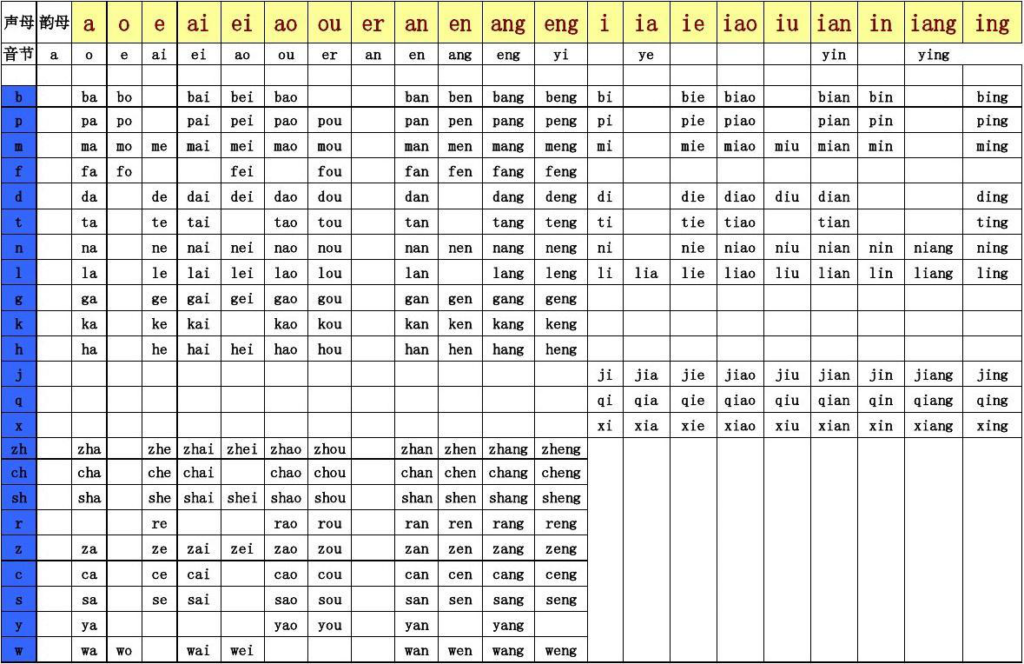 声母 韵母 a o e ai ei ao ou er an en ang eng i ia ie iao iu ian in iang ing
音节 a o e ai ei ao ou er an en ang eng yi ye yin ying
b ba bo bai bei bao ban ben bang beng bi bie biao bian bin bing
p pa po pai pei pao pou pan pen pang peng pi pie piao pian pin ping
m ma mo me mai mei mao mou man men mang meng mi mie miao miu mian min ming
f fa fo fei fou fan fen fang feng
d da de dai dei dao dou dan dang deng di die diao diu dian ding
t ta te tai tao tou tan tang teng ti tie tiao tian ting
n na ne nai nei nao nou nan nen nang neng ni nie niao niu nian nin niang ning
l la le lai lei lao lou lan lang leng li lia lie liao liu lian lin liang ling
g ga ge gai gei gao gou gan gen gang geng
k ka ke kai kao kou kan ken kang keng
h ha he hai hei hao hou han hen hang heng
j ji jia jie jiao jiu jian jin jiang jing
q qi qia qie qiao qiu qian qin qiang qing
x xi xia xie xiao xiu xian xin xiang xing
zh zha zhe zhai zhei zhao zhou zhan zhen zhang zheng
ch cha che chai chao chou chan chen chang cheng
sh sha she shai shei shao shou shan shen shang sheng
r re rao rou ran ren rang reng
z za ze zai zei zao zou zan zen zang zeng
c ca ce cai cao cou can cen cang ceng
s sa se sai sao sou san sen sang seng
y ya yao you yan yang
w wa wo wai wei wan wen wang weng